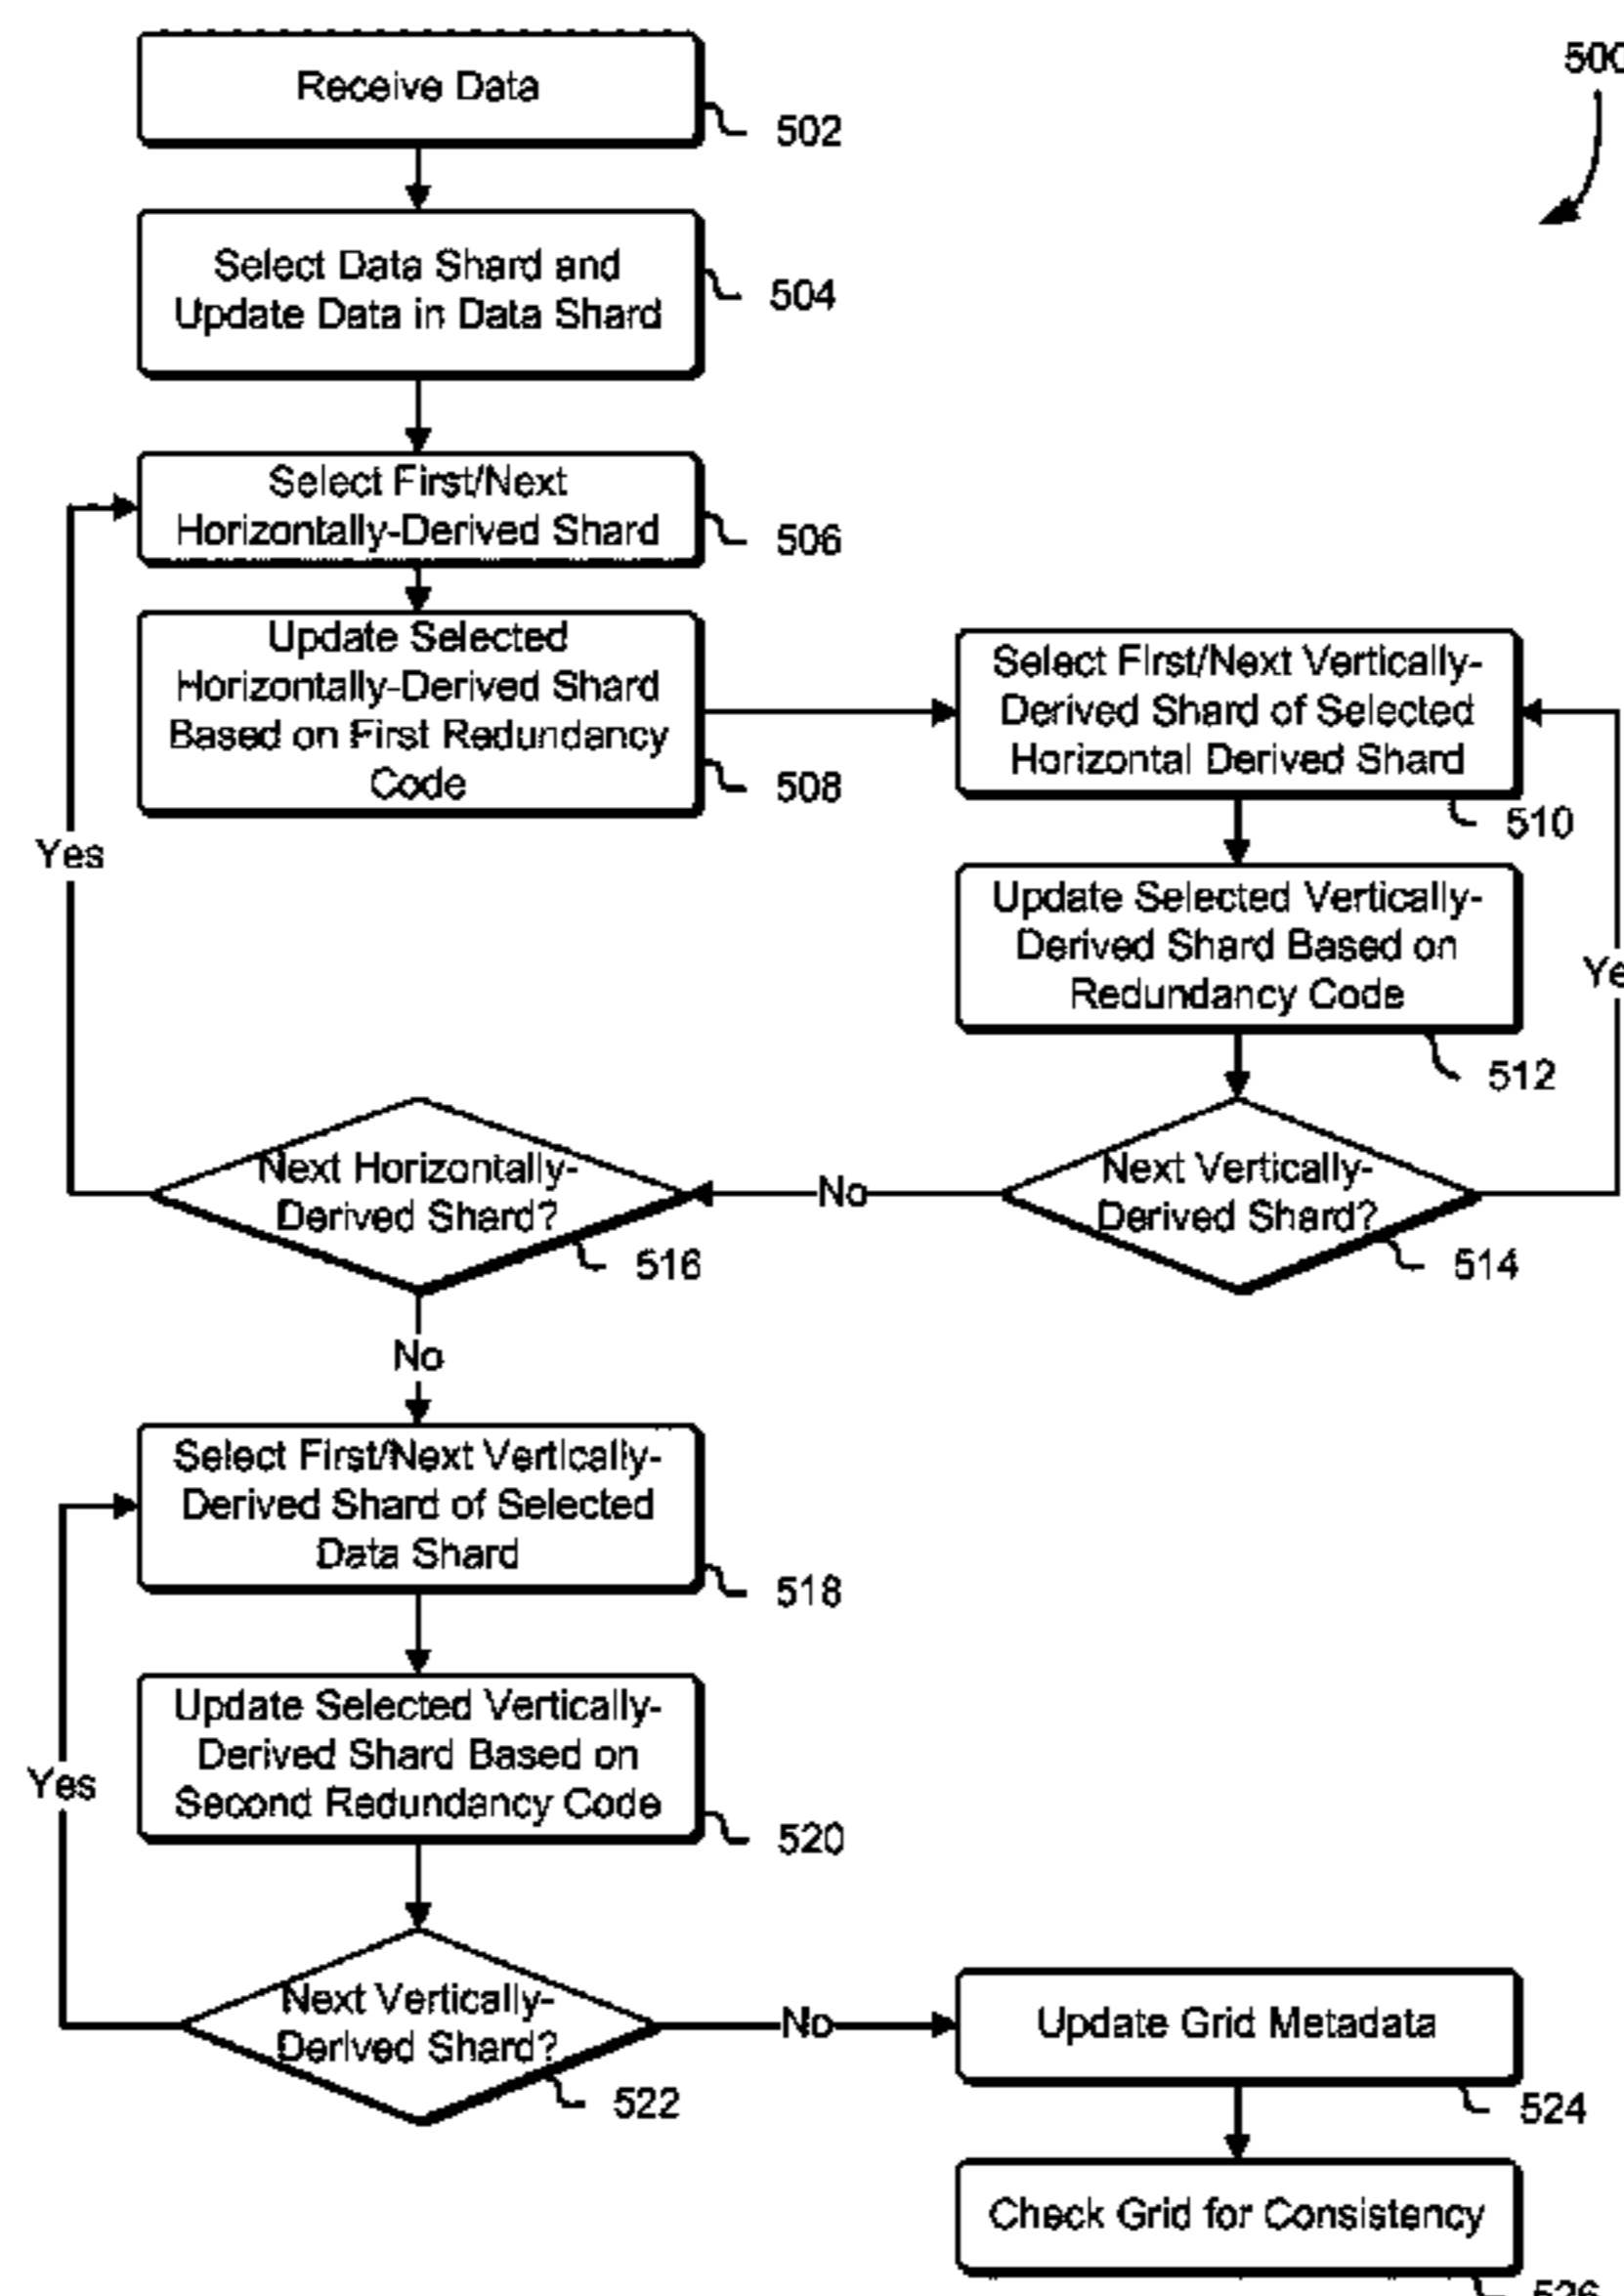 500
Receive Data
502
Select Data Shard and
Update Data in Data Shard
504
Select First/Next
Horizontally-Derived Shard
506
Update Selected
Horizontally-Derived Shard
Based on First Redundancy
Code
508
Select First/Next Vertically-
Derived Shard of Selected
Horizontal Derived Shard
510
Update Selected Vertically-
Derived Shard Based on
Redundancy Code
512
Yes
Next Horizontally-
Derived Shard?
516
No
Next Vertically-
Derived Shard?
514
No
Select First/Next Vertically-
Derived Shard of Selected
Data Shard
518
Update Selected Vertically-
Derived Shard Based on
Second Redundancy Code
520
Yes
Next Vertically-
Derived Shard?
522
No
Update Grid Metadata
524
Check Grid for Consistency
526